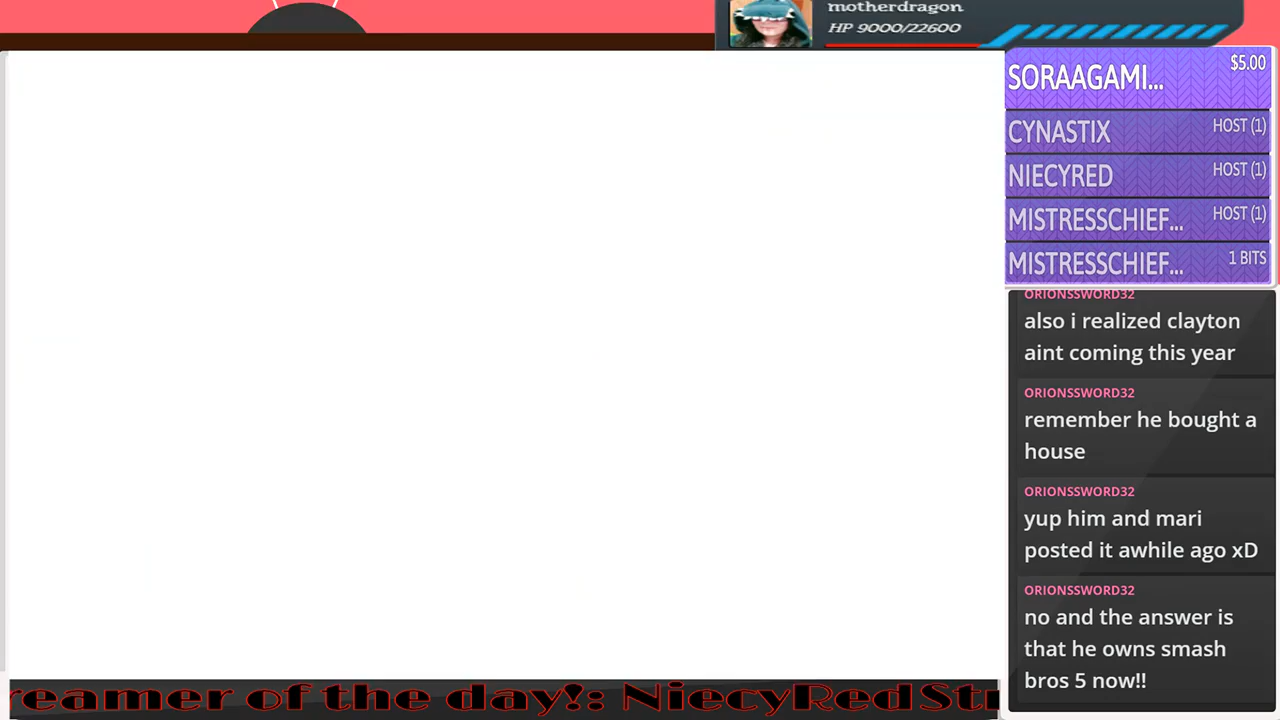 motherdragon
HP 9000/22600
SORAAGAMI... $5.00
CYNASTIX HOST (1)
NIECYRED HOST (1)
MISTRESSCHIEF... HOST (1)
MISTRESSCHIEF... 1 BITS
ORIONSSWORD32
also i realized clayton
aint coming this year
ORIONSSWORD32
remember he bought a
house
ORIONSSWORD32
yup him and mari
posted it awhile ago xD
ORIONSSWORD32
no and the answer is
that he owns smash
bros 5 now!!
reamer of the day!: NiecyRed Str